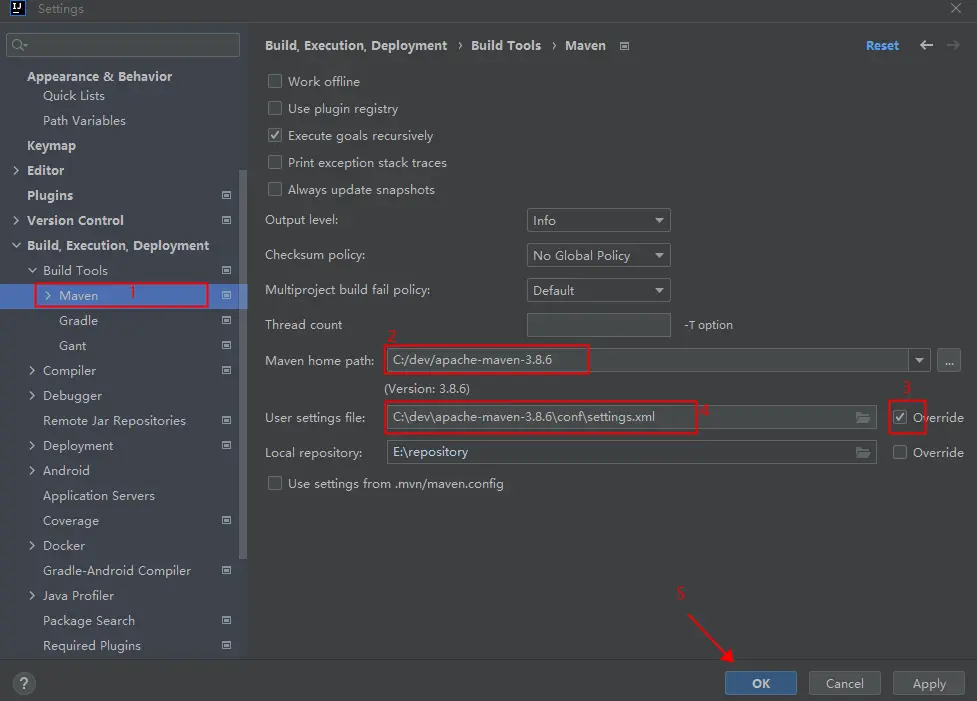 Settings
Appearance & Behavior
Quick Lists
Path Variables
Keymap
Editor
Plugins
Version Control
Build, Execution, Deployment
Build Tools
Maven 1
Gradle
Gant
Compiler
Debugger
Remote Jar Repositories
Deployment
Android
Application Servers
Coverage
Docker
Gradle-Android Compiler
Java Profiler
Package Search
Required Plugins
Build, Execution, Deployment › Build Tools › Maven
Reset
Work offline
Use plugin registry
Execute goals recursively
Print exception stack traces
Always update snapshots
Output level: Info
Checksum policy: No Global Policy
Multiproject build fail policy: Default
Thread count -T option
2
Maven home path: C:/dev/apache-maven-3.8.6 ...
(Version: 3.8.6)
3
User settings file: C:\dev\apache-maven-3.8.6\conf\settings.xml 4 Override
Local repository: E:\repository Override
Use settings from .mvn/maven.config
5
? OK Cancel Apply